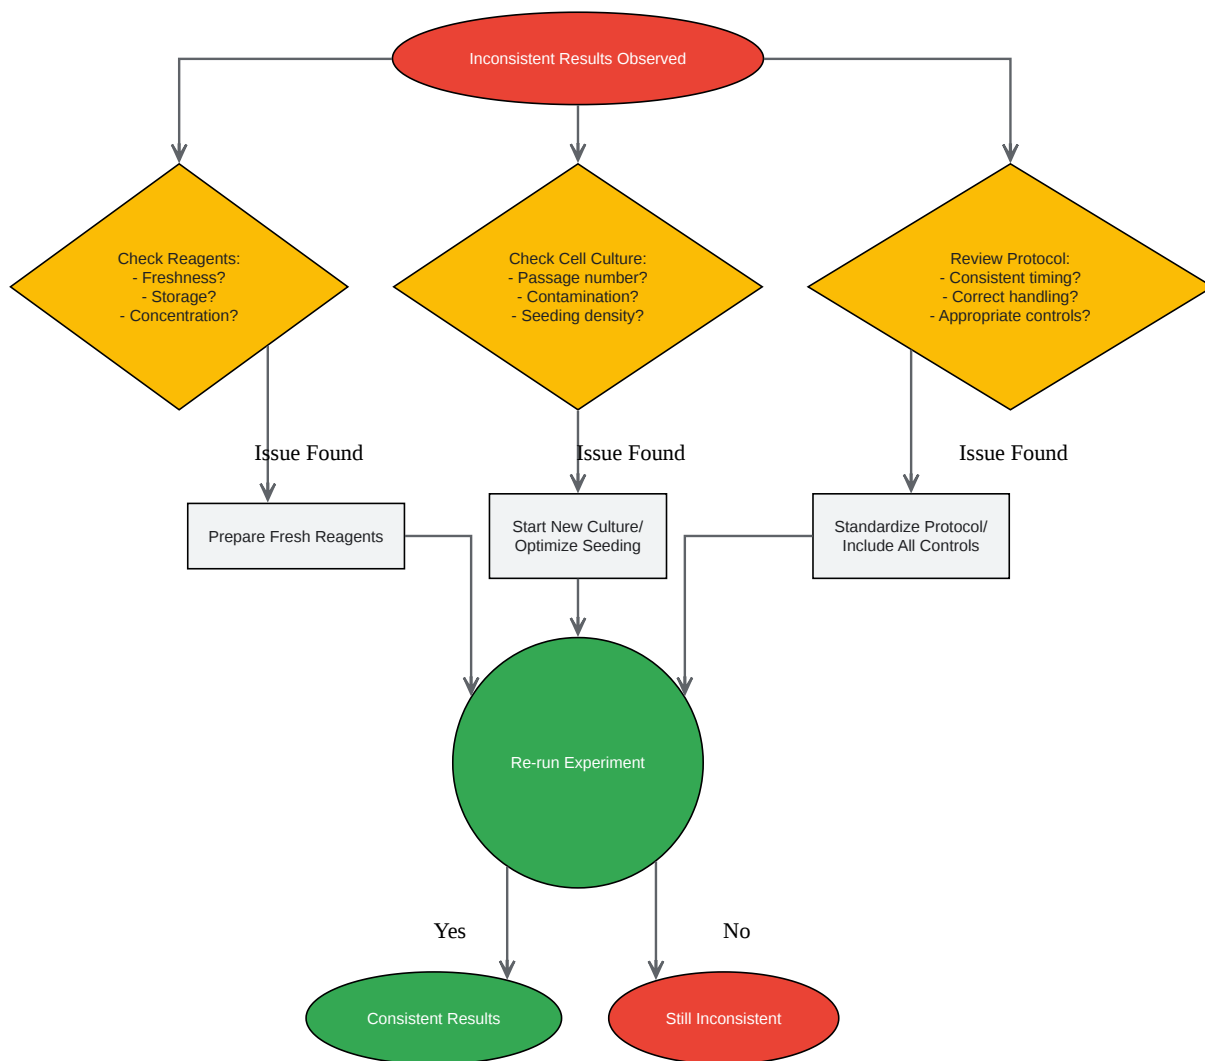 Inconsistent Results Observed
Check Reagents:
- Freshness?
- Storage?
- Concentration?
Check Cell Culture:
- Passage number?
- Contamination?
- Seeding density?
Review Protocol:
- Consistent timing?
- Correct handling?
- Appropriate controls?
Issue Found
Issue Found
Issue Found
Prepare Fresh Reagents
Start New Culture/
Optimize Seeding
Standardize Protocol/
Include All Controls
Re-run Experiment
Yes
No
Consistent Results
Still Inconsistent